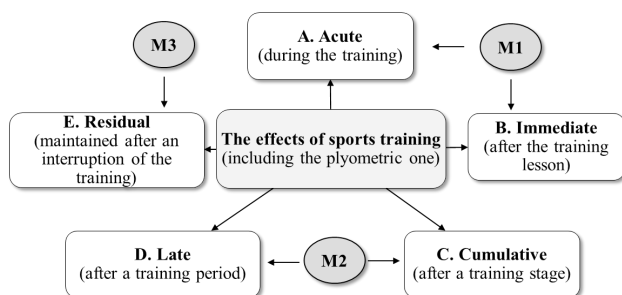 A. Acute
(during the training)
M3
M1
E. Residual
(maintained after an
interruption of the
training)
The effects of sports training
(including the plyometric one)
B. Immediate
(after the training
lesson)
D. Late
(after a training period)
M2
C. Cumulative
(after a training stage)